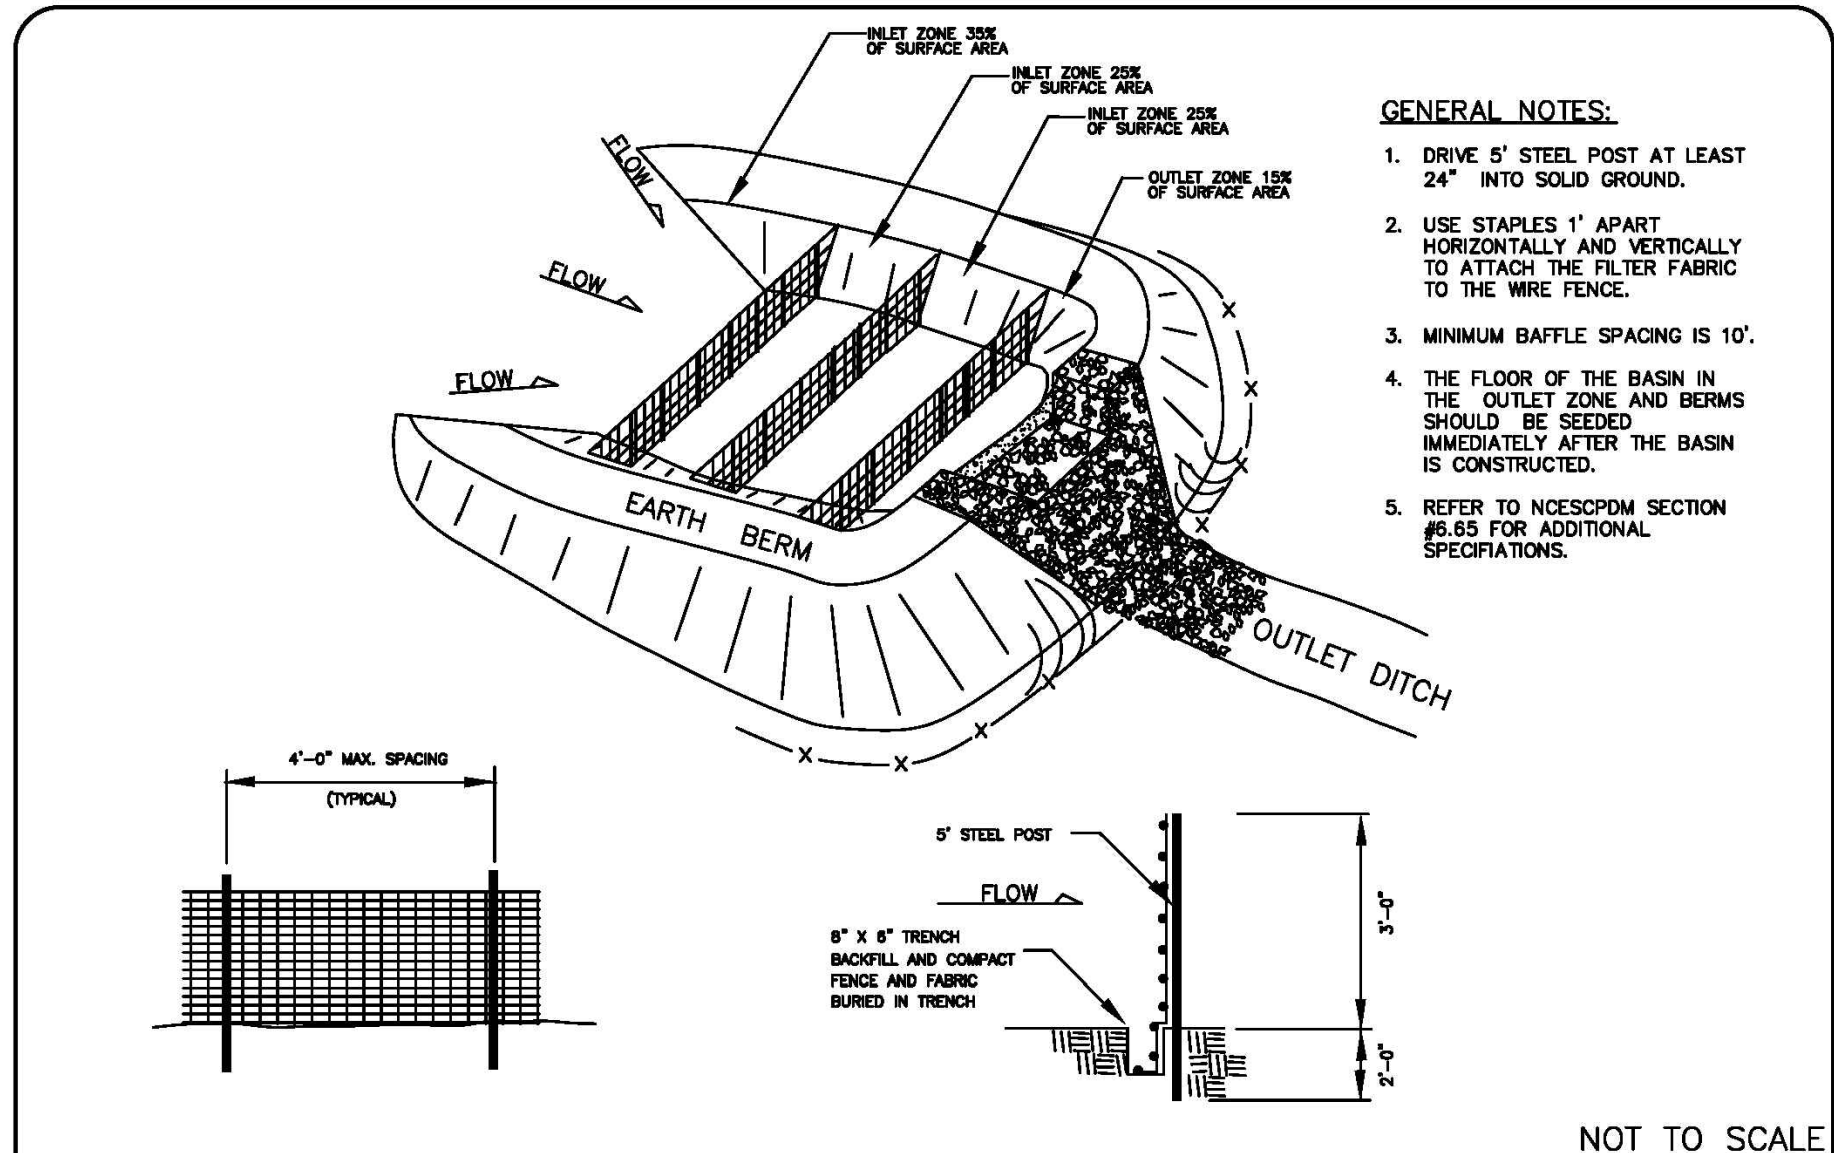 INLET ZONE 35%
OF SURFACE AREA
INLET ZONE 25%
OF SURFACE AREA
INLET ZONE 25%
OF SURFACE AREA
OUTLET ZONE 15%
OF SURFACE AREA
FLOW
FLOW
FLOW
EARTH BERM
OUTLET DITCH
X
X
X
X
X
X
X
X
GENERAL NOTES:
1. DRIVE 5' STEEL POST AT LEAST
24" INTO SOLID GROUND.
2. USE STAPLES 1' APART
HORIZONTALLY AND VERTICALLY
TO ATTACH THE FILTER FABRIC
TO THE WIRE FENCE.
3. MINIMUM BAFFLE SPACING IS 10'.
4. THE FLOOR OF THE BASIN IN
THE OUTLET ZONE AND BERMS
SHOULD BE SEEDED
IMMEDIATELY AFTER THE BASIN
IS CONSTRUCTED.
5. REFER TO NCESCPDM SECTION
#6.65 FOR ADDITIONAL
SPECIFIATIONS.
4'-0" MAX. SPACING
(TYPICAL)
5' STEEL POST
FLOW
8" X 6" TRENCH
BACKFILL AND COMPACT
FENCE AND FABRIC
BURIED IN TRENCH
3'-0"
2'-0"
NOT TO SCALE